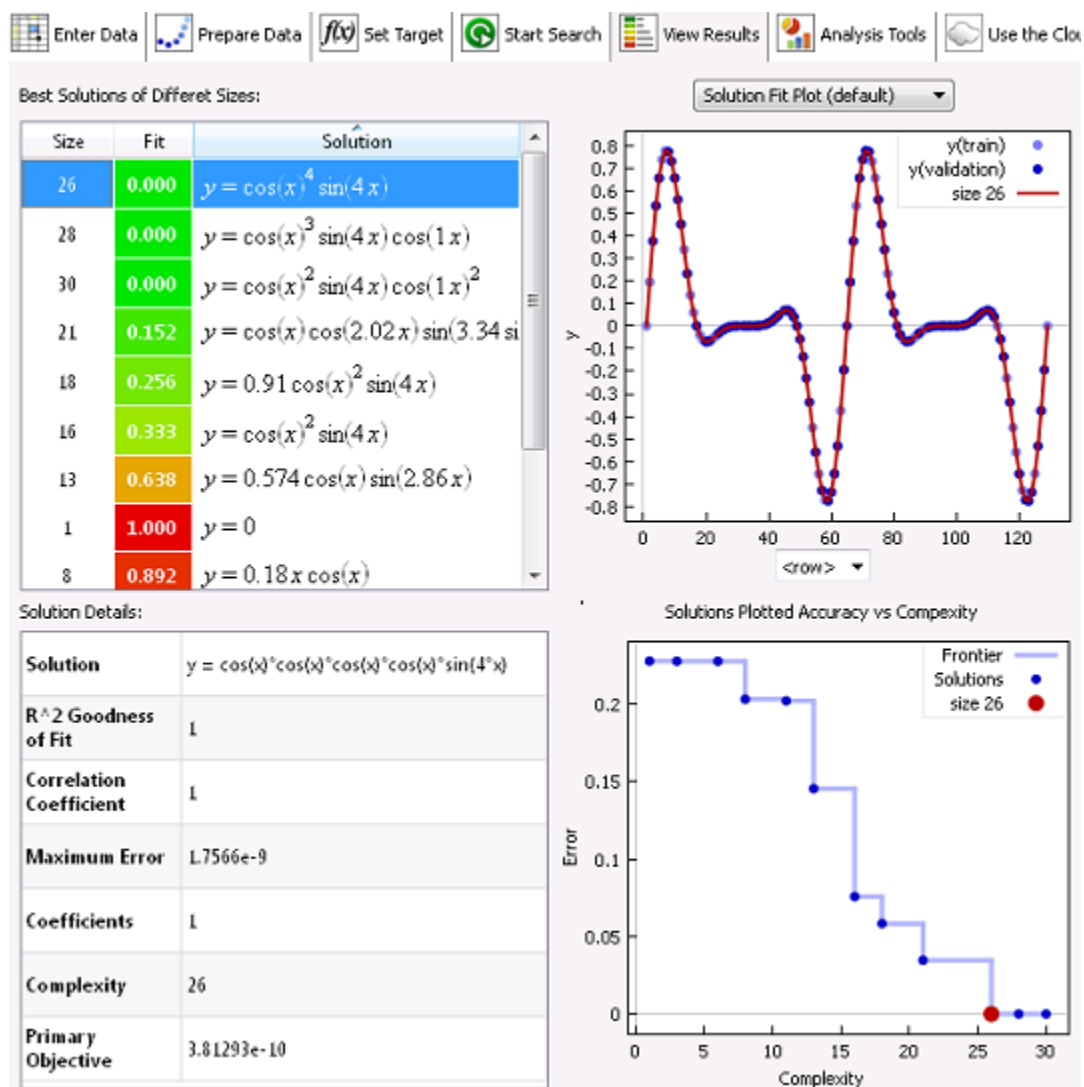 Enter Data Prepare Data f(x) Set Target Start Search View Results Analysis Tools Use the Clou
Best Solutions of Differet Sizes:
Size Fit Solution
26 0.000 y = cos(x)^4 sin(4x)
28 0.000 y = cos(x)^3 sin(4x) cos(1x)
30 0.000 y = cos(x)^2 sin(4x) cos(1x)^2
21 0.152 y = cos(x) cos(2.02x) sin(3.34 si
18 0.256 y = 0.91 cos(x)^2 sin(4x)
16 0.333 y = cos(x)^2 sin(4x)
13 0.638 y = 0.574 cos(x) sin(2.86x)
1 1.000 y = 0
8 0.892 y = 0.18x cos(x)
Solution Fit Plot (default)
y(train)
y(validation)
size 26
0.8
0.7
0.6
0.5
0.4
0.3
0.2
0.1
0
-0.1
-0.2
-0.3
-0.4
-0.5
-0.6
-0.7
-0.8
y
0 20 40 60 80 100 120
<row>
Solution Details:
Solution y = cos(x)*cos(x)*cos(x)*cos(x)*sin(4*x)
R^2 Goodness
of Fit 1
Correlation
Coefficient 1
Maximum Error 1.7566e-9
Coefficients 1
Complexity 26
Primary
Objective 3.81293e-10
Solutions Plotted Accuracy vs Compexity
Frontier
Solutions
size 26
0.2
0.15
0.1
0.05
0
Error
0 5 10 15 20 25 30
Complexity